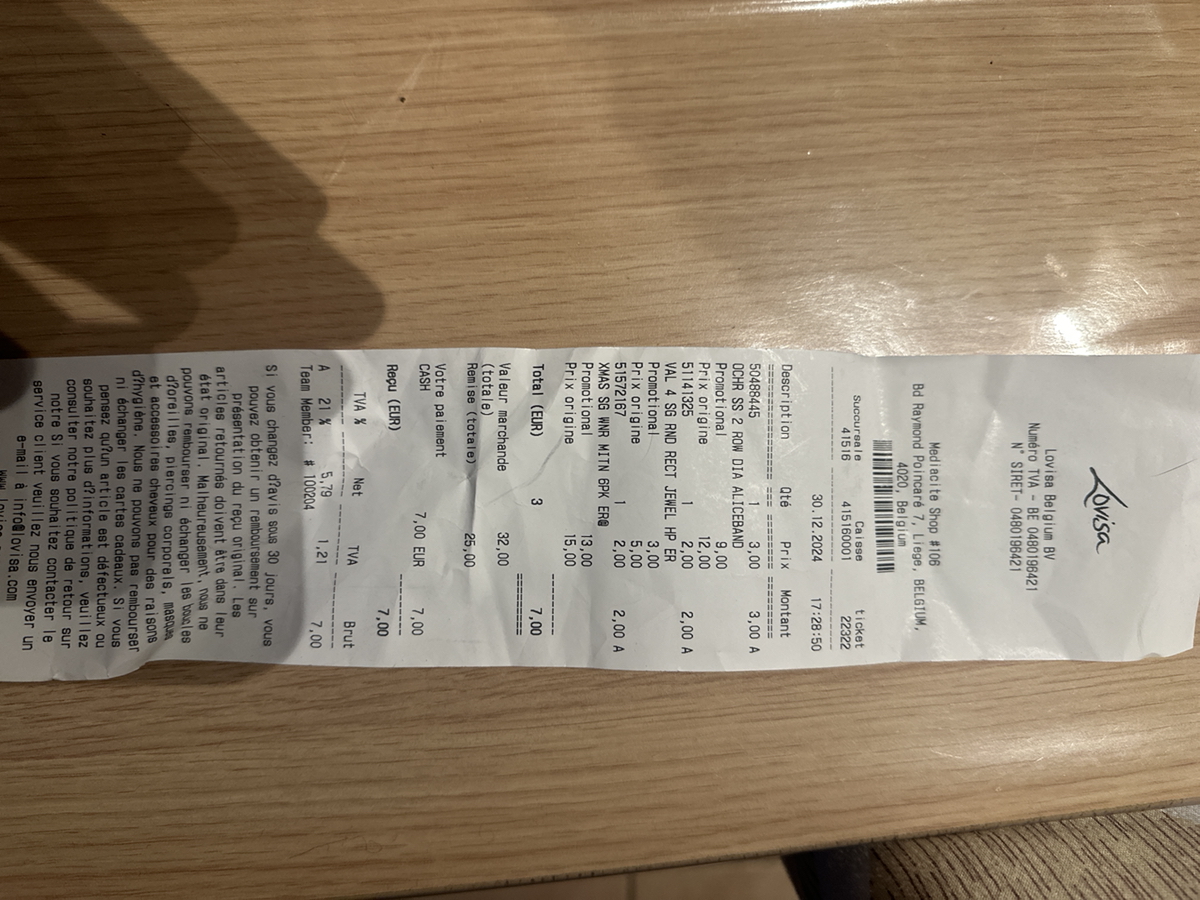 Lovisa
Lovisa Belgium BV
Numéro TVA - BE 0480196421
N° SIRET- 0480196421
Mediacité Shop #106
Bd Raymond Poincaré 7, Liege, BELGIUM,
4020, Belgium
Succursale Caisse ticket
41516 415160001 22322
30.12.2024 17:28:50
Description Qté Prix Montant
50488445 1 3,00 3,00 A
OCHR SS 2 ROW DIA ALICEBAND
Promotional 9,00
Prix origine 12,00
51141325 1 2,00 2,00 A
VAL 4 SG RND RECT JEWEL HP ER
Promotional 3,00
Prix origine 5,00
51572167 1 2,00 2,00 A
XMAS SG WNR MITN 6PK ER@
Promotional 13,00
Prix origine 15,00
Total (EUR) 3 7,00
Valeur marchande 32,00
(totale)
Remise (totale) 25,00
Votre paiement
CASH 7,00 EUR 7,00
Reçu (EUR) 7,00
TVA % Net TVA Brut
A 21 % 5,79 1,21 7,00
Team Member: # 100204
Si vous changez d?avis sous 30 jours, vous
pouvez obtenir un remboursement sur
présentation du reçu original. Les
articles retournés doivent être dans leur
état original. Malheureusement, nous ne
pouvons rembourser ni échanger les boucles
d?oreilles, piercings corporels, masques
et accessoires cheveux pour des raisons
d?hygiène. Nous ne pouvons pas rembourser
ni échanger les cartes cadeaux. Si vous
pensez qu?un article est défectueux ou
souhaitez plus d?informations, veuillez
consulter notre politique de retour sur
notre Si vous souhaitez contacter le
service client veuillez nous envoyer un
e-mail à info@lovisa.com